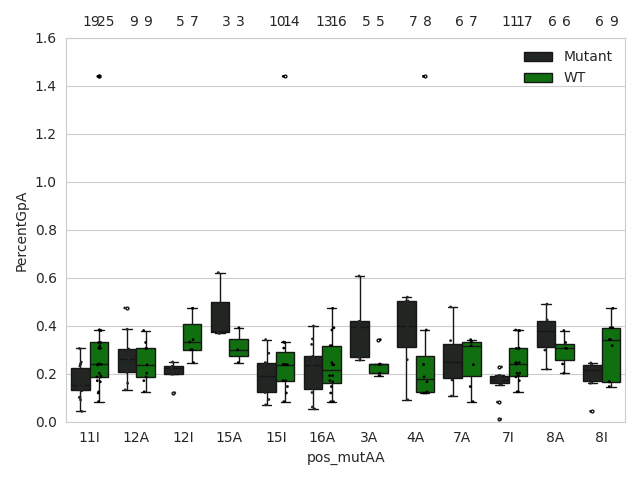 19 25 9 9 5 7 3 3 10 14 13 16 5 5 7 8 6 7 11 17 6 6 6 9
Mutant
WT
1.6
1.4
1.2
1.0
0.8
0.6
0.4
0.2
0.0
PercentGpA
11I 12A 12I 15A 15I 16A 3A 4A 7A 7I 8A 8I
pos_mutAA